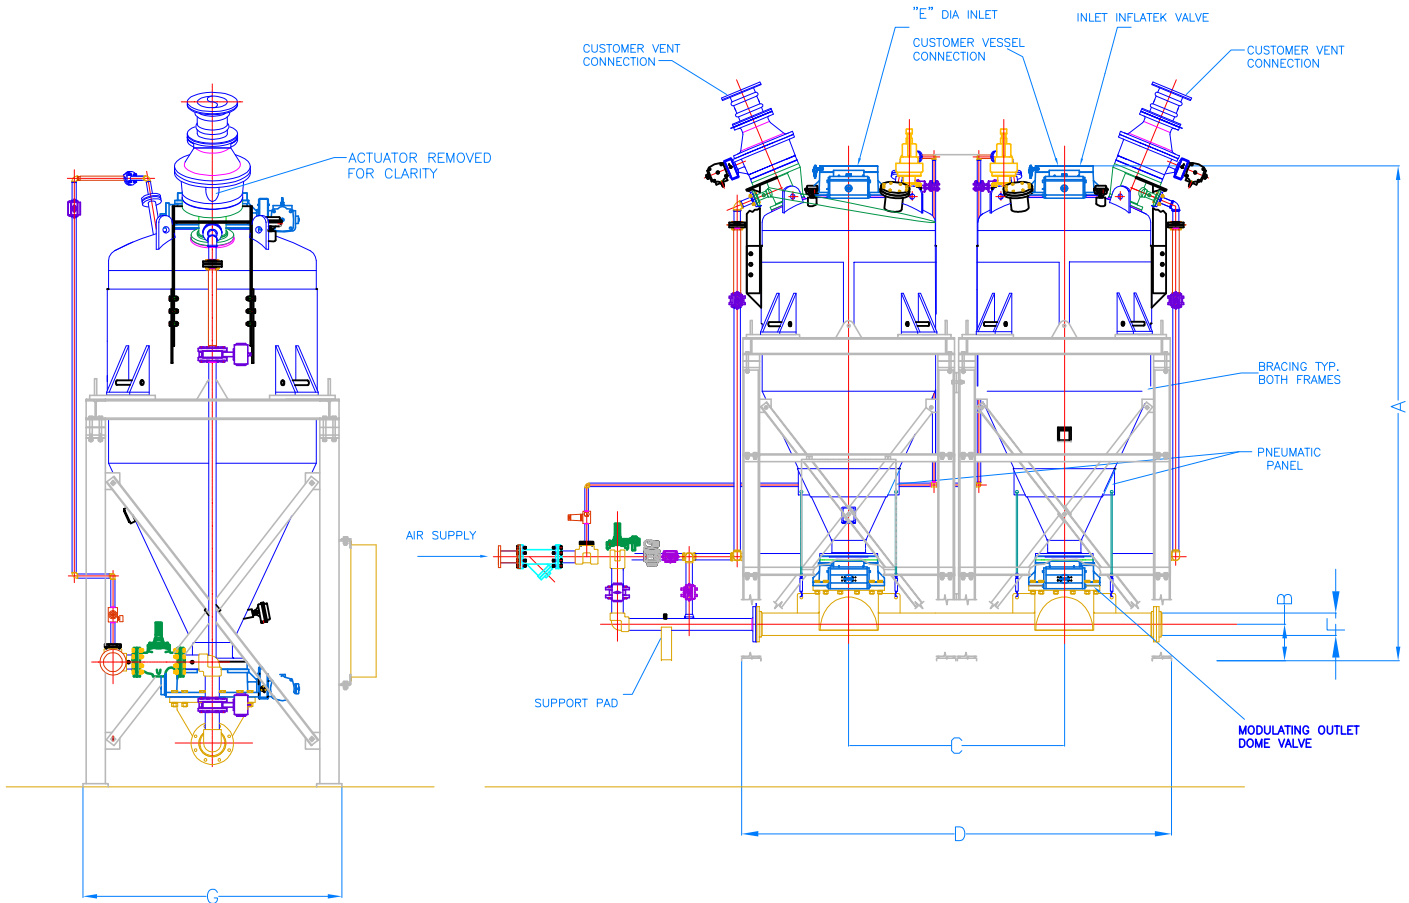 "E" DIA INLET
INLET INFLATEK VALVE
CUSTOMER VENT
CONNECTION
CUSTOMER VESSEL
CONNECTION
CUSTOMER VENT
CONNECTION
ACTUATOR REMOVED
FOR CLARITY
BRACING TYP.
BOTH FRAMES
A
PNEUMATIC
PANEL
AIR SUPPLY
B
F
SUPPORT PAD
MODULATING OUTLET
DOME VALVE
C
D
G